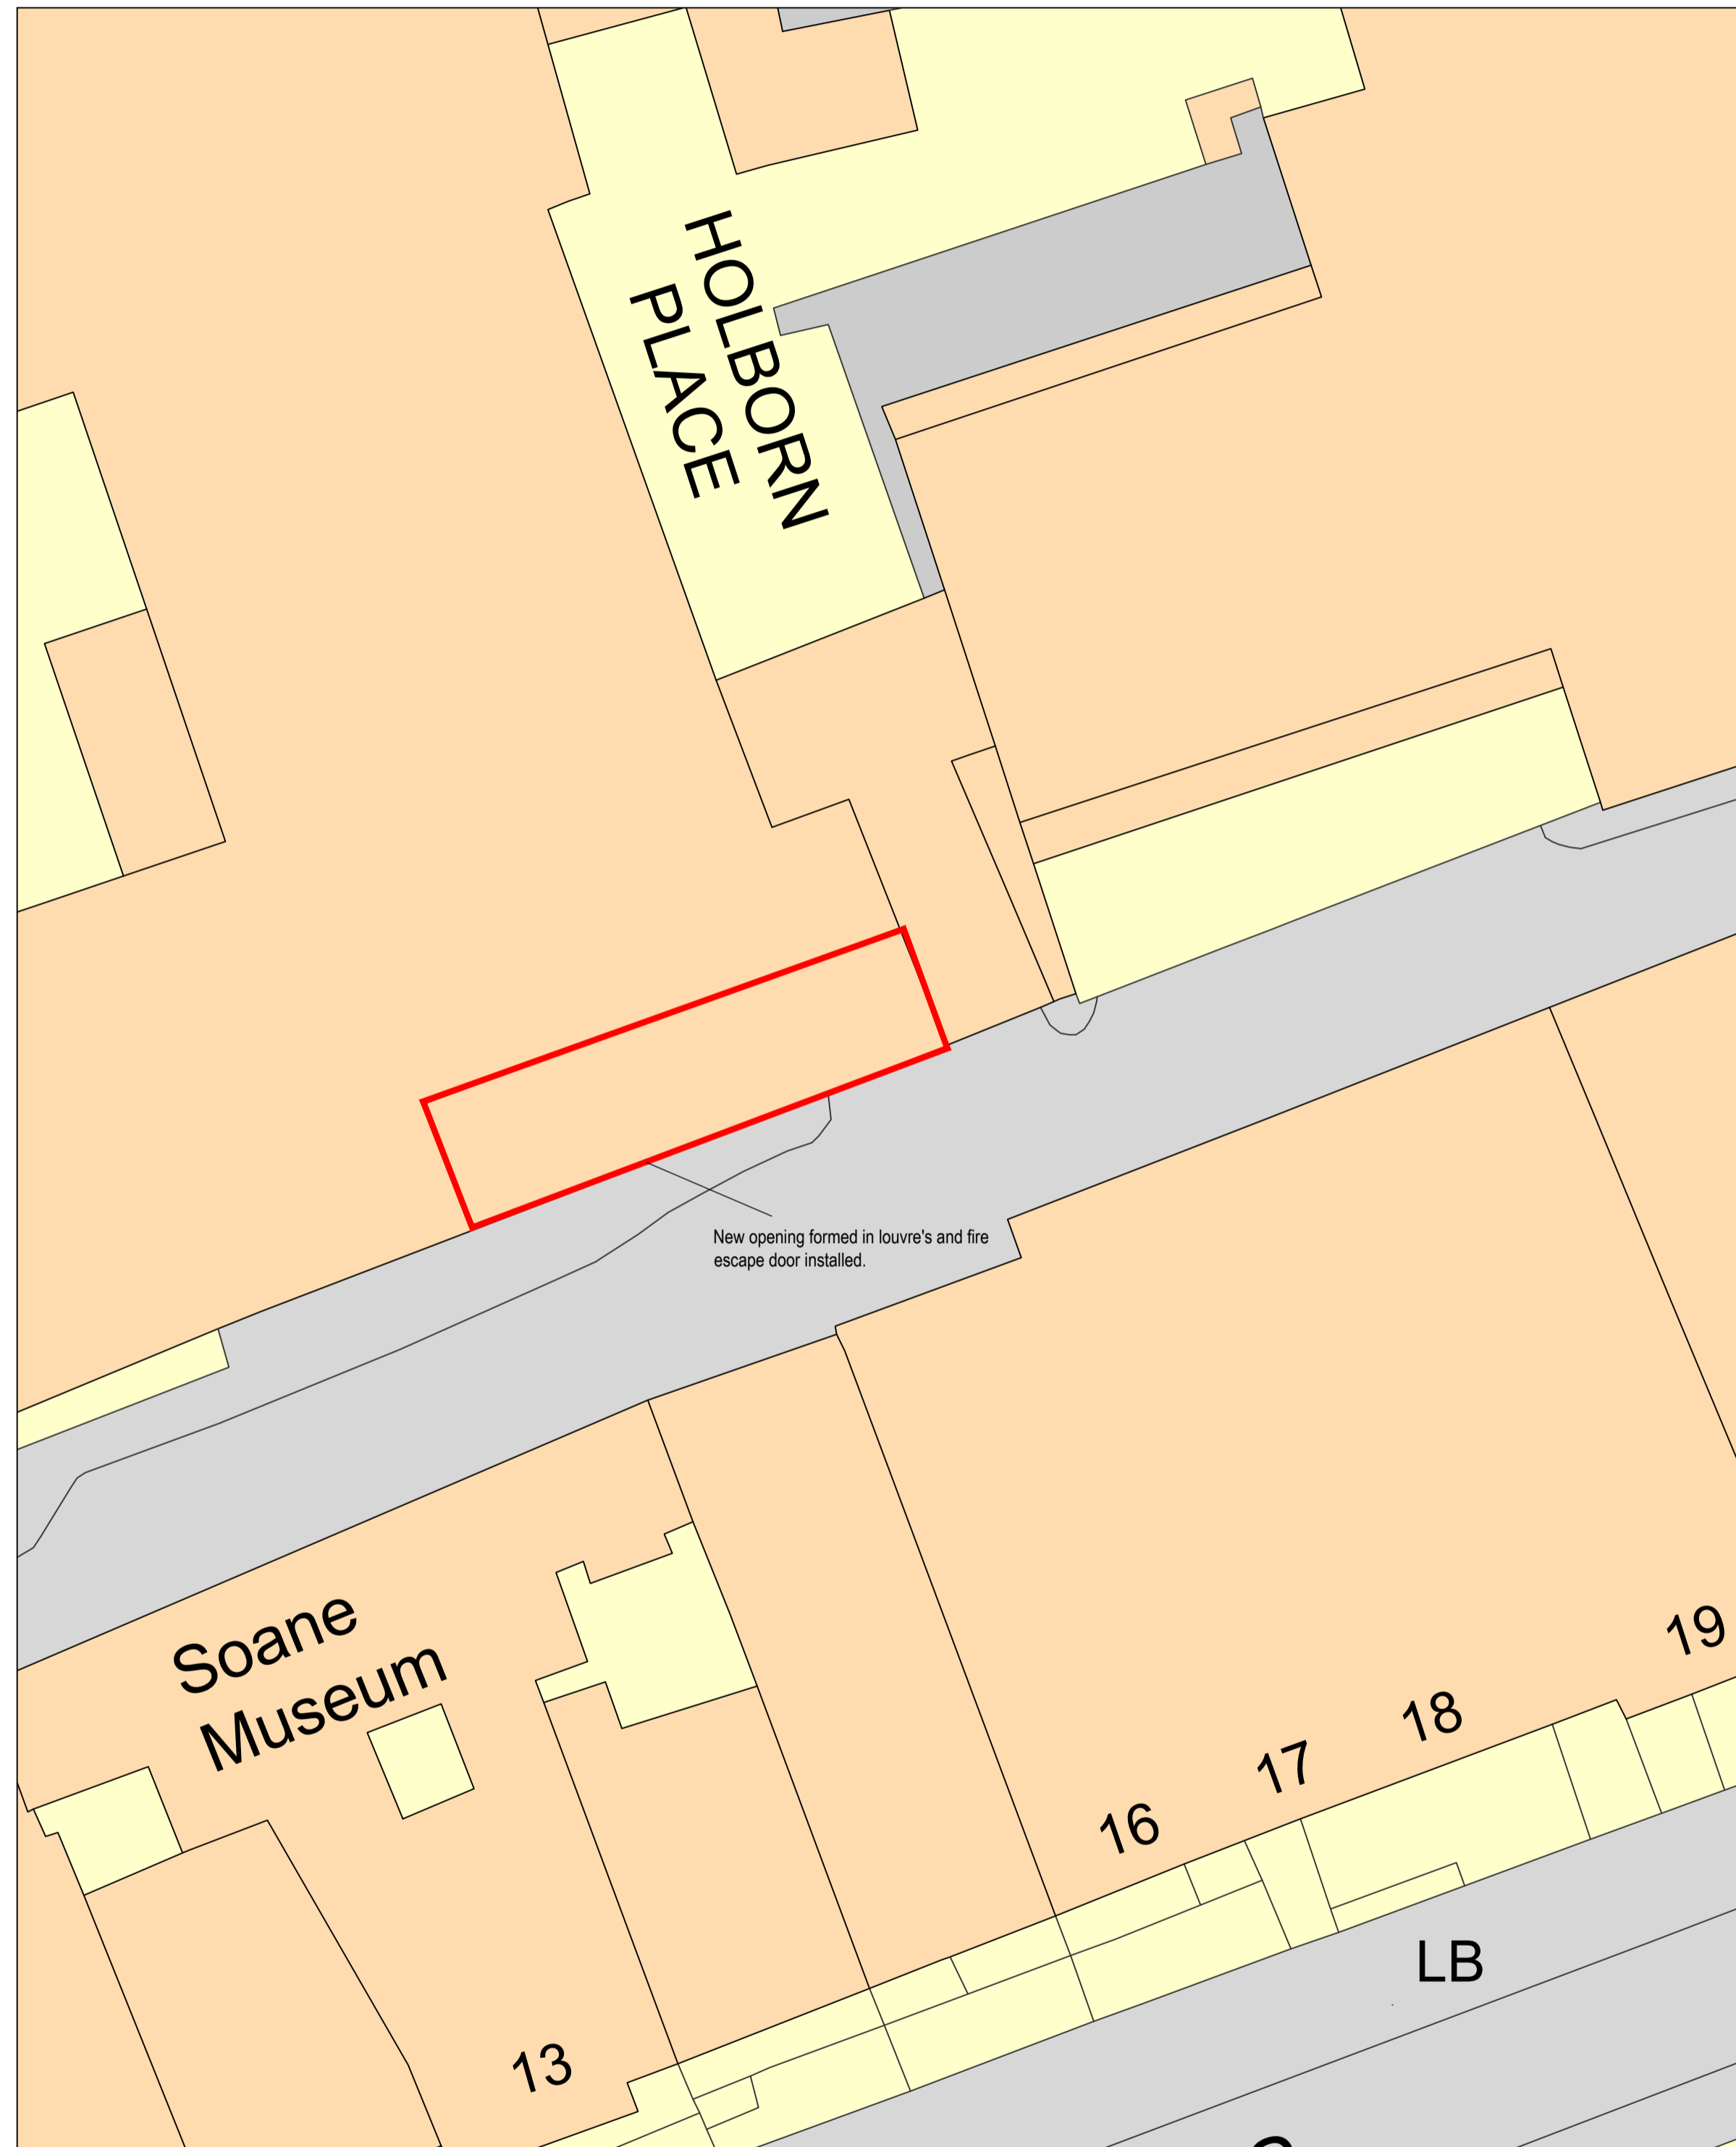 HOLBORN
PLACE
New opening formed in louvre's and fire
escape door installed.
Soane
Museum
19
18
17
16
LB
13